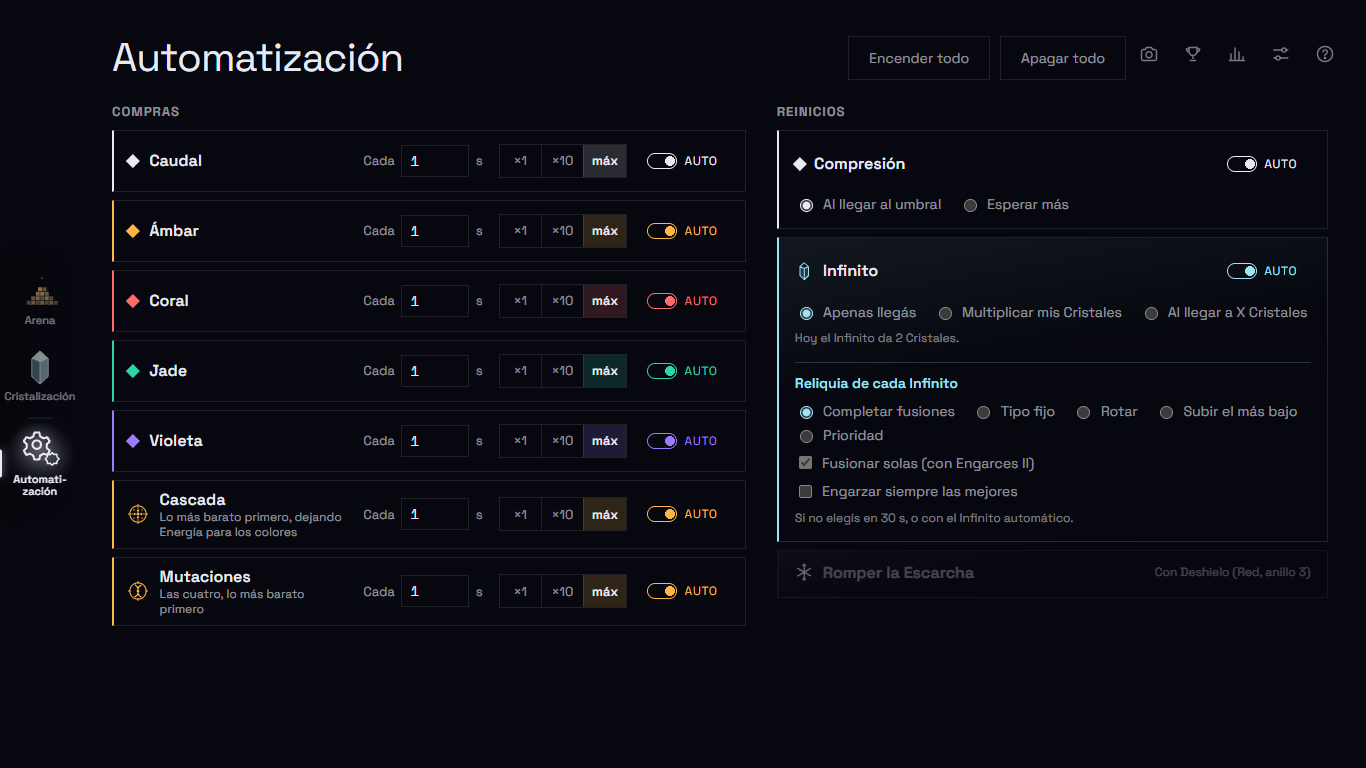 Automatización
Encender todo
Apagar todo
COMPRAS
Caudal
Cada 1 s ×1 ×10 máx AUTO
Ámbar
Cada 1 s ×1 ×10 máx AUTO
Coral
Cada 1 s ×1 ×10 máx AUTO
Jade
Cada 1 s ×1 ×10 máx AUTO
Violeta
Cada 1 s ×1 ×10 máx AUTO
Cascada
Lo más barato primero, dejando
Energía para los colores
Cada 1 s ×1 ×10 máx AUTO
Mutaciones
Las cuatro, lo más barato
primero
Cada 1 s ×1 ×10 máx AUTO
REINICIOS
Compresión AUTO
Al llegar al umbral Esperar más
Infinito AUTO
Apenas llegás Multiplicar mis Cristales Al llegar a X Cristales
Hoy el Infinito da 2 Cristales.
Reliquia de cada Infinito
Completar fusiones Tipo fijo Rotar Subir el más bajo
Prioridad
Fusionar solas (con Engarces II)
Engarzar siempre las mejores
Si no elegís en 30 s, o con el Infinito automático.
Romper la Escarcha Con Deshielo (Red, anillo 3)
Arena
Cristalización
Automati-
zación